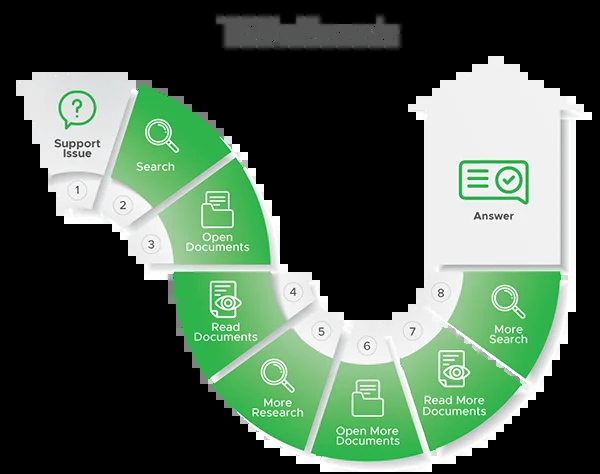 Support
Issue
1
Search
2
Open
Documents
3
Read
Documents
4
More
Research
5
Open More
Documents
6
Read More
Documents
7
More
Search
8
Answer